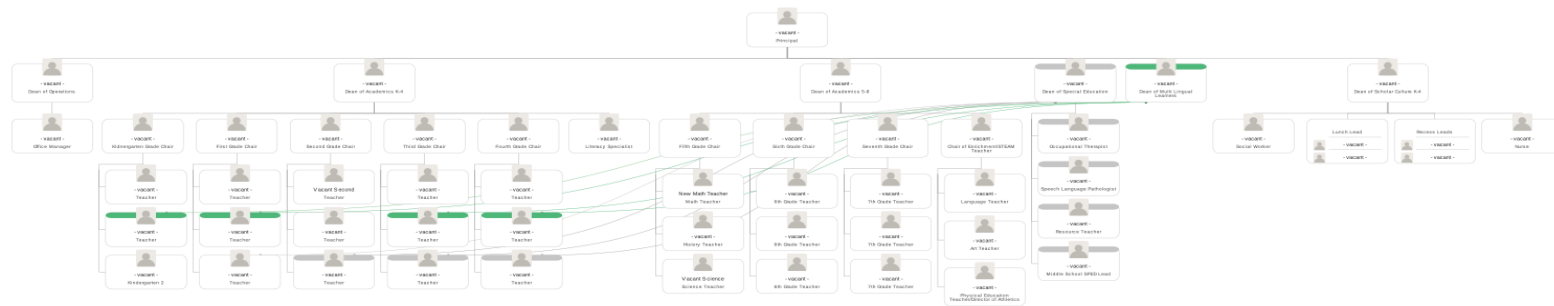 - vacant -
Principal
- vacant -
Dean of Operations
- vacant -
Dean of Academics K-4
- vacant -
Dean of Academics 5-8
- vacant -
Dean of Special Education
- vacant -
Dean of Multi-Lingual
Learners
- vacant -
Dean of Scholar Culture K-4
- vacant -
Office Manager
- vacant -
Kindergarten Grade Chair
- vacant -
First Grade Chair
- vacant -
Second Grade Chair
- vacant -
Third Grade Chair
- vacant -
Fourth Grade Chair
- vacant -
Literacy Specialist
- vacant -
Fifth Grade Chair
- vacant -
Sixth Grade Chair
- vacant -
Seventh Grade Chair
- vacant -
Chair of Enrichment/STEAM
Teacher
- vacant -
Occupational Therapist
- vacant -
Social Worker
Lunch Lead
- vacant -
- vacant -
Recess Leads
- vacant -
- vacant -
- vacant -
Nurse
- vacant -
Teacher
- vacant -
Teacher
Vacant Second
Teacher
- vacant -
Teacher
- vacant -
Teacher
New Math Teacher
Math Teacher
- vacant -
6th Grade Teacher
- vacant -
7th Grade Teacher
- vacant -
Language Teacher
- vacant -
Speech Language Pathologist
- vacant -
Teacher
- vacant -
Teacher
- vacant -
Teacher
- vacant -
Teacher
- vacant -
Teacher
- vacant -
History Teacher
- vacant -
6th Grade Teacher
- vacant -
7th Grade Teacher
- vacant -
Art Teacher
- vacant -
Resource Teacher
- vacant -
Kindergarten 2
- vacant -
Teacher
- vacant -
Teacher
- vacant -
Teacher
- vacant -
Teacher
Vacant Science
Science Teacher
- vacant -
6th Grade Teacher
- vacant -
7th Grade Teacher
- vacant -
Physical Education
Teacher/Director of Athletics
- vacant -
Middle School SPED Lead